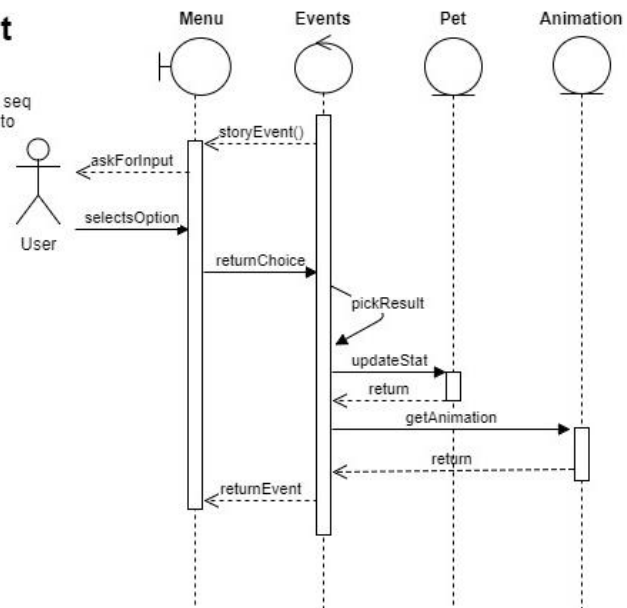 t
Menu
Events
Pet
Animation
seq
to
User
storyEvent()
askForInput
selectsOption
returnChoice
pickResult
updateStat
return
getAnimation
return
returnEvent